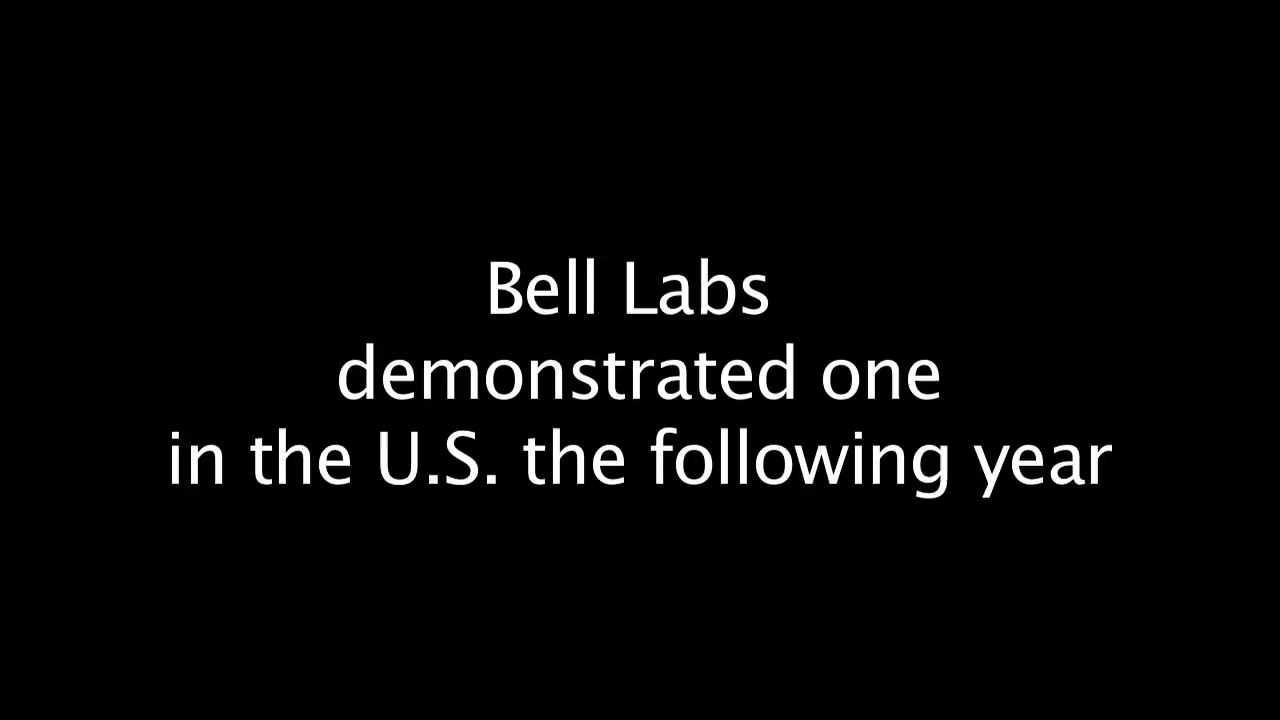 Bell Labs
demonstrated one
in the U.S. the following year